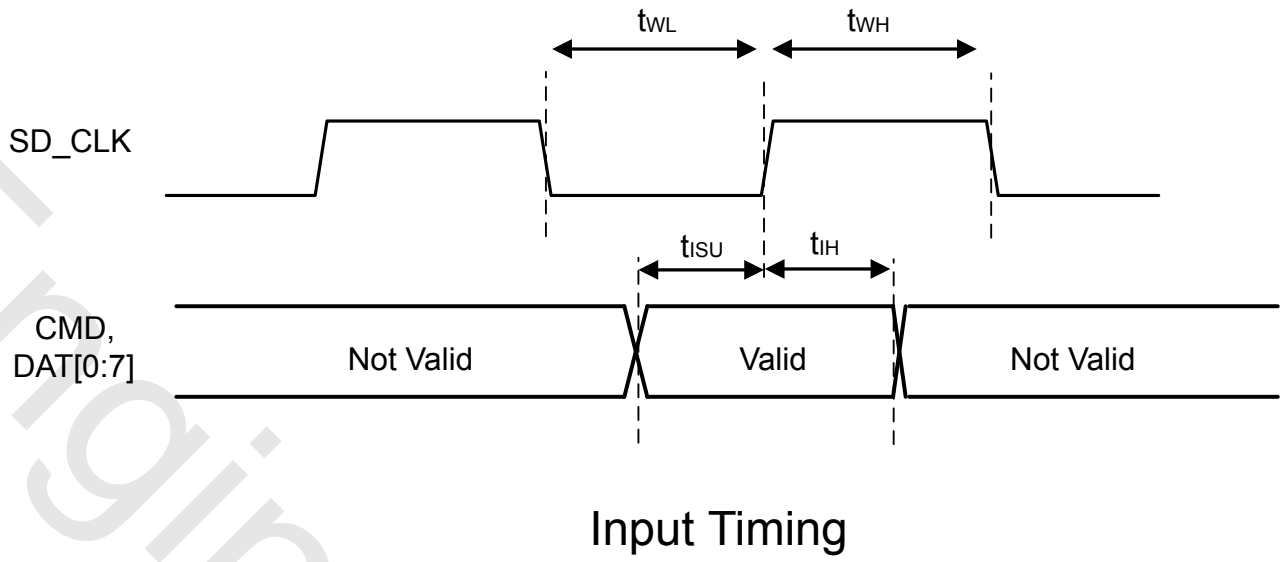 tWL
tWH
SD_CLK
tISU
tIH
CMD,
DAT[0:7]
Not Valid
Valid
Not Valid
Input Timing